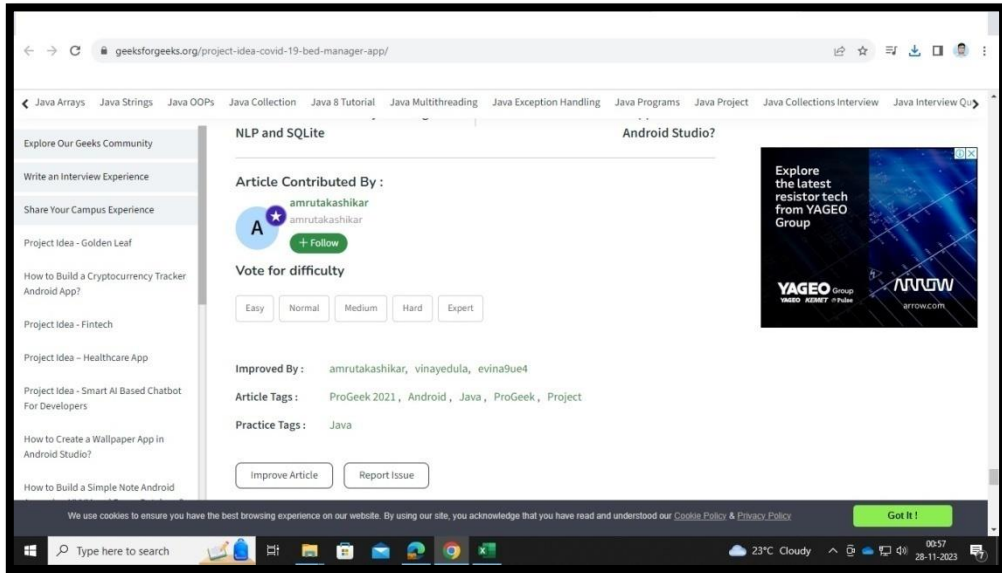 geeksforgeeks.org/project-idea-covid-19-bed-manager-app/
Java Arrays Java Strings Java OOPs Java Collection Java 8 Tutorial Java Multithreading Java Exception Handling Java Programs Java Project Java Collections Interview Java Interview Qu
Explore Our Geeks Community
Write an Interview Experience
Share Your Campus Experience
Project Idea - Golden Leaf
How to Build a Cryptocurrency Tracker
Android App?
Project Idea - Fintech
Project Idea – Healthcare App
Project Idea - Smart AI Based Chatbot
For Developers
How to Create a Wallpaper App in
Android Studio?
How to Build a Simple Note Android
NLP and SQLite
Android Studio?
Article Contributed By :
A
amrutakashikar
amrutakashikar
+ Follow
Vote for difficulty
Easy Normal Medium Hard Expert
Improved By : amrutakashikar, vinayedula, evina9ue4
Article Tags : ProGeek 2021, Android, Java, ProGeek, Project
Practice Tags : Java
Improve Article Report Issue
Explore
the latest
resistor tech
from YAGEO
Group
YAGEO Group
YAGEO KEMET Pulse
ARROW
arrow.com
We use cookies to ensure you have the best browsing experience on our website. By using our site, you acknowledge that you have read and understood our Cookie Policy & Privacy Policy
Got It !
Type here to search
23°C Cloudy
00:57
28-11-2023
7